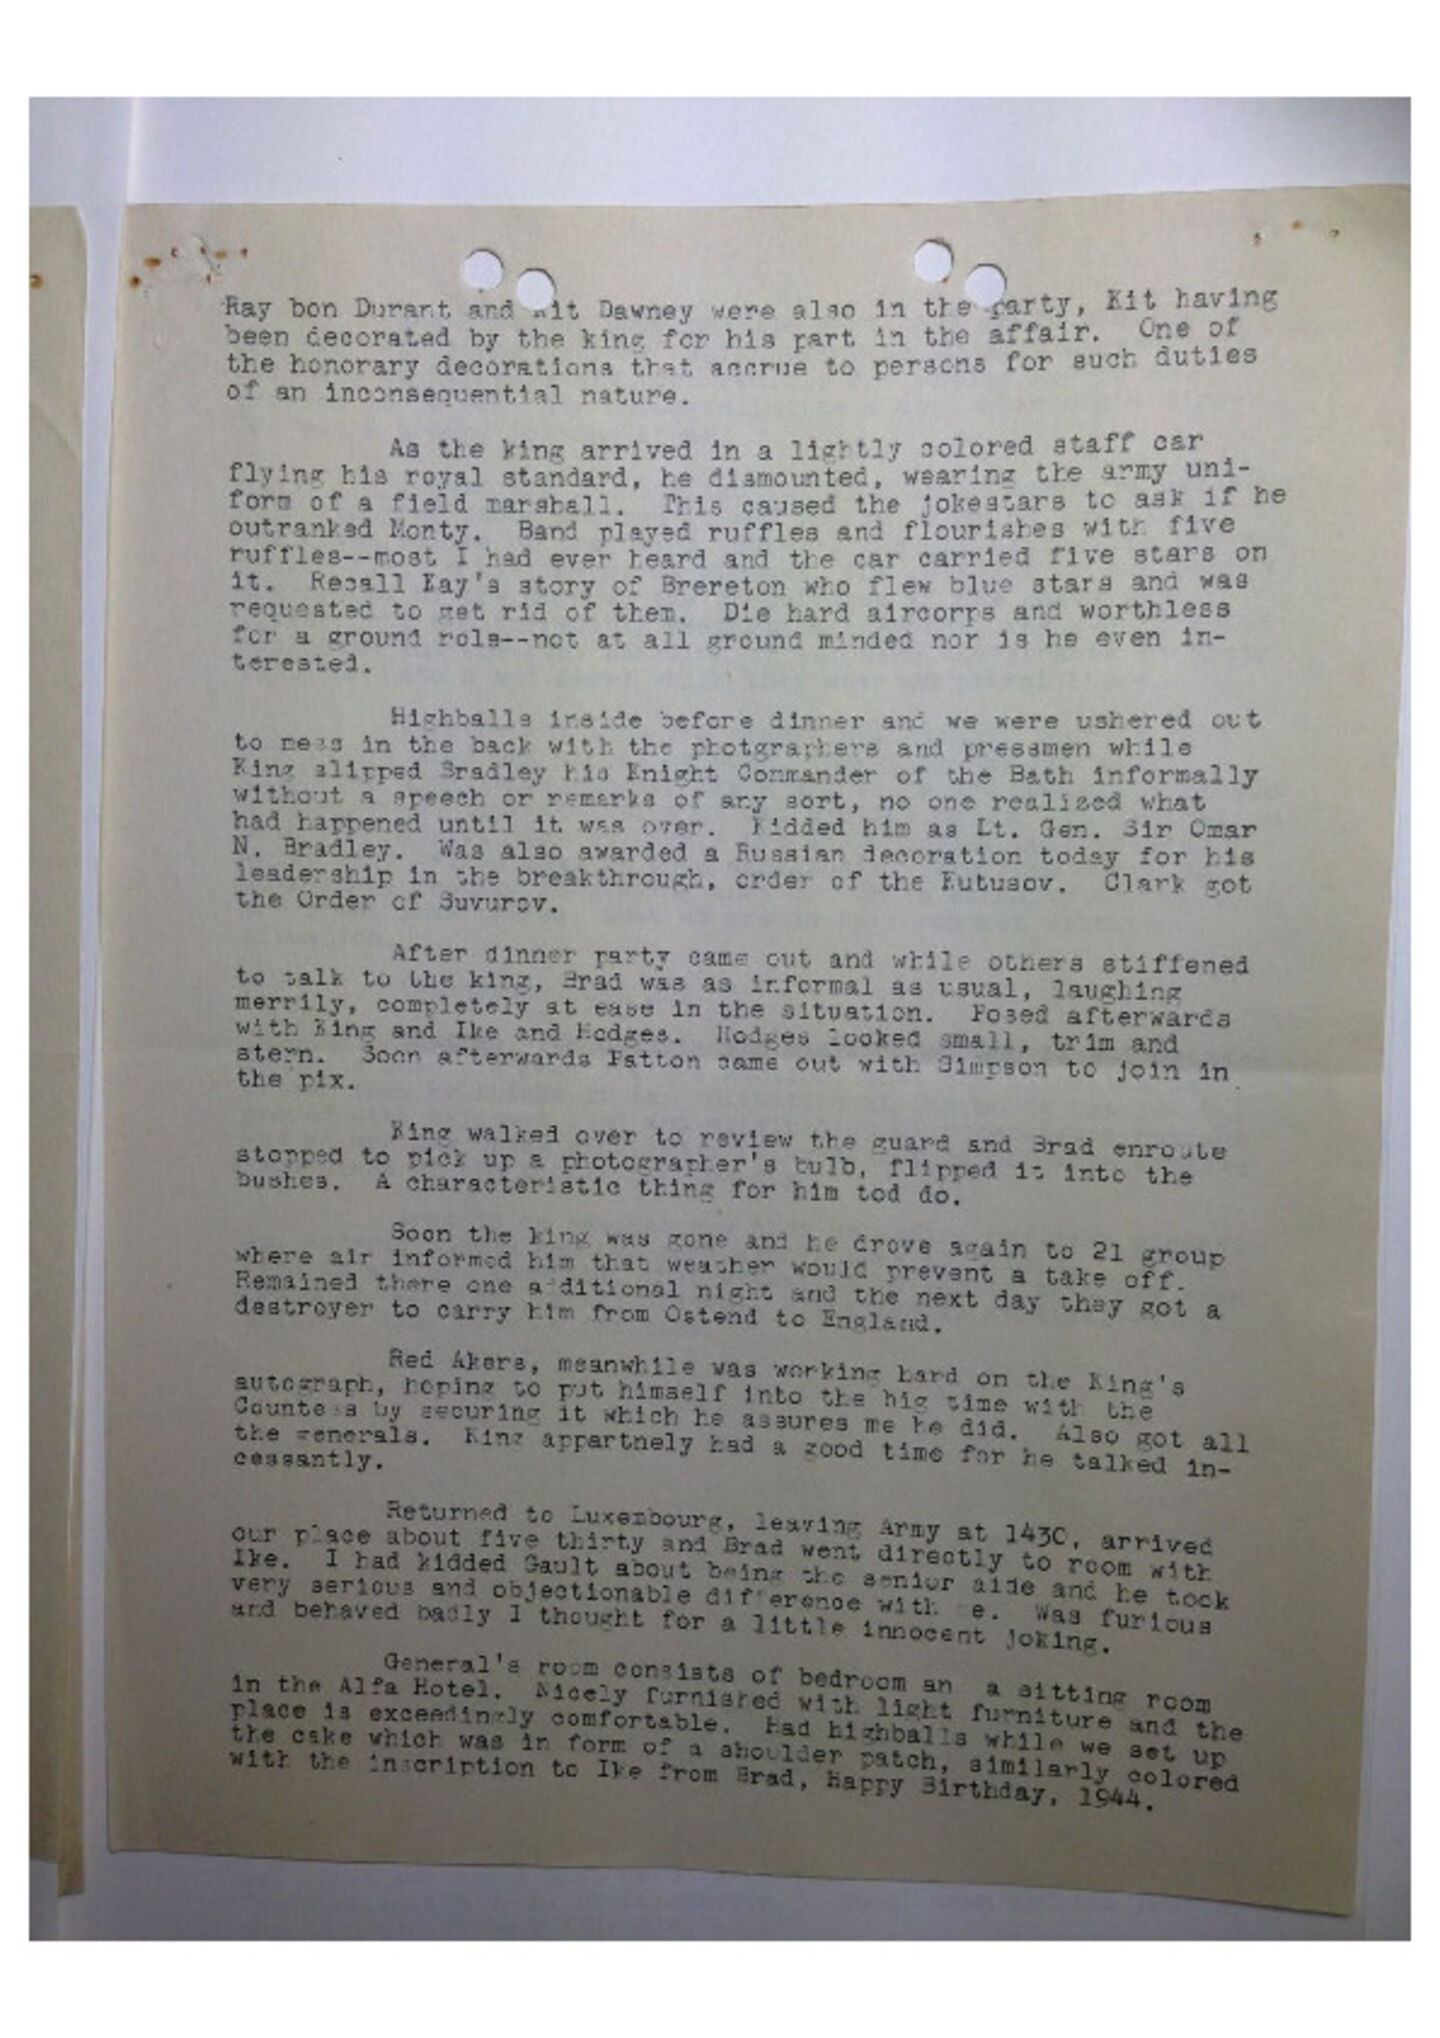 Ray bon Durant and Kit Dawney were also in the party, Kit having
been decorated by the king for his part in the affair. One of
the honorary decorations that accrue to persons for such duties
of an inconsequential nature.
As the king arrived in a lightly colored staff car
flying his royal standard, he dismounted, wearing the army uni-
form of a field marshall. This caused the jokestars to ask if he
outranked Monty. Band played ruffles and flourishes with five
ruffles--most I had ever heard and the car carried five stars on
it. Recall Kay's story of Brereton who flew blue stars and was
requested to get rid of them. Die hard aircorps and worthless
for a ground role--not at all ground minded nor is he even in-
terested.
Highballs inside before dinner and we were ushered out
to mess in the back with the photgraphers and pressmen while
King slipped Bradley his Knight Commander of the Bath informally
without a speech or remarks of any sort, no one realized what
had happened until it was over. Kidded him as Lt. Gen. Sir Omar
N. Bradley. Was also awarded a Russian decoration today for his
leadership in the breakthrough, order of the Kutusov. Clark got
the Order of Suvurov.
After dinner party came out and while others stiffened
to talk to the king, Brad was as informal as usual, laughing
merrily, completely at ease in the situation. Posed afterwards
with King and Ike and Hodges. Hodges looked small, trim and
stern. Soon afterwards Patton came out with Simpson to join in
the pix.
King walked over to review the guard and Brad enroute
stopped to pick up a photographer's bulb, flipped it into the
bushes. A characteristic thing for him tod do.
Soon the king was gone and he drove again to 21 group
where air informed him that weather would prevent a take off.
Remained there one additional night and the next day they got a
destroyer to carry him from Ostend to England.
Red Akers, meanwhile was working hard on the King's
autograph, hoping to put himself into the big time with the
Countess by securing it which he assures me he did. Also got all
the generals. King appartnely had a good time for he talked in-
cessantly.
Returned to Luxembourg, leaving Army at 1430, arrived
our place about five thirty and Brad went directly to room with
Ike. I had kidded Gault about being the senior aide and he took
very serious and objectionable difference with me. Was furious
and behaved badly I thought for a little innocent joking.
General's room consists of bedroom an a sitting room
in the Alfa Hotel. Nicely furnished with light furniture and the
place is exceedingly comfortable. Had highballs while we set up
the cake which was in form of a shoulder patch, similarly colored
with the inscription to Ike from Brad, Happy Birthday, 1944.